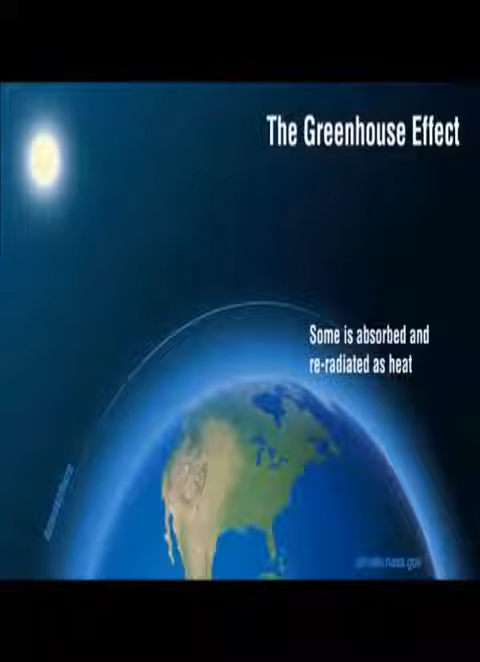 The Greenhouse Effect
Some is absorbed and
re-radiated as heat
climate.nasa.gov